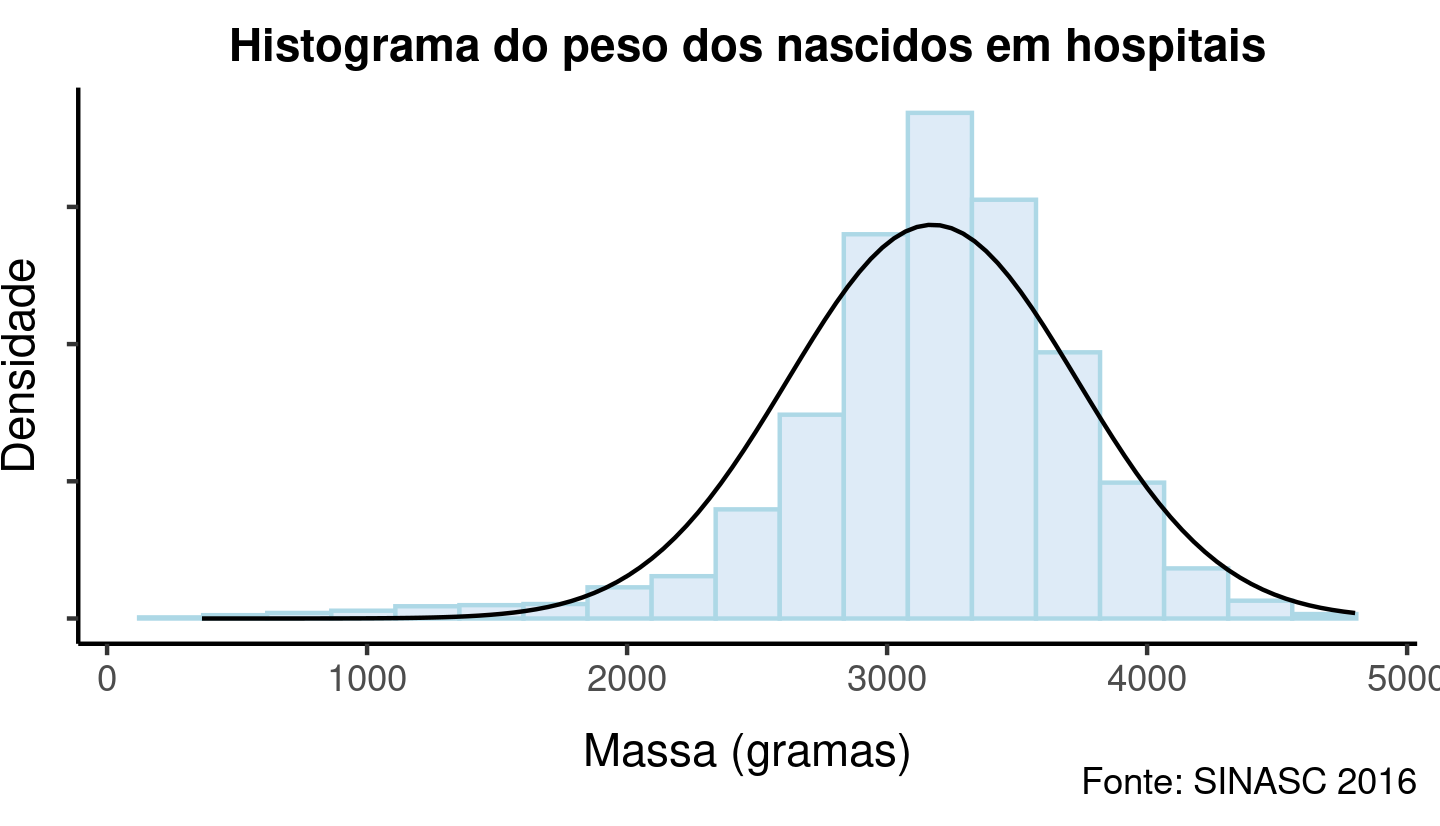 Histograma do peso dos nascidos em hospitais
Densidade
0 1000 2000 3000 4000 5000
Massa (gramas)
Fonte: SINASC 2016